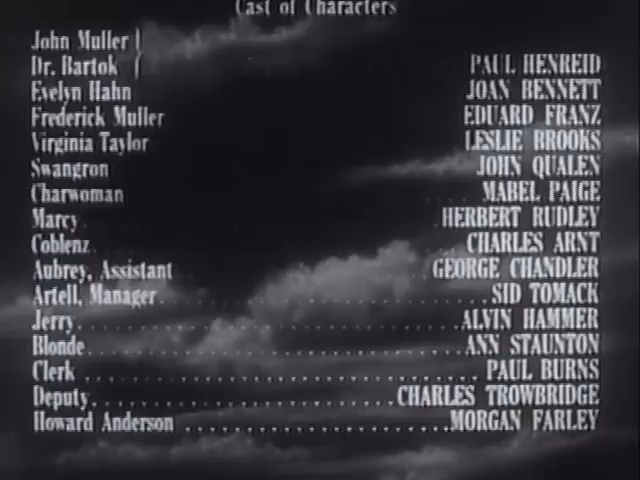 Cast of Characters
John Muller }
Dr. Bartok } PAUL HENREID
Evelyn Hahn JOAN BENNETT
Frederick Muller EDUARD FRANZ
Virginia Taylor LESLIE BROOKS
Swangron JOHN QUALEN
Charwoman MABEL PAIGE
Marcy HERBERT RUDLEY
Coblenz CHARLES ARNT
Aubrey, Assistant GEORGE CHANDLER
Artell, Manager SID TOMACK
Jerry ALVIN HAMMER
Blonde ANN STAUNTON
Clerk PAUL BURNS
Deputy CHARLES TROWBRIDGE
Howard Anderson MORGAN FARLEY